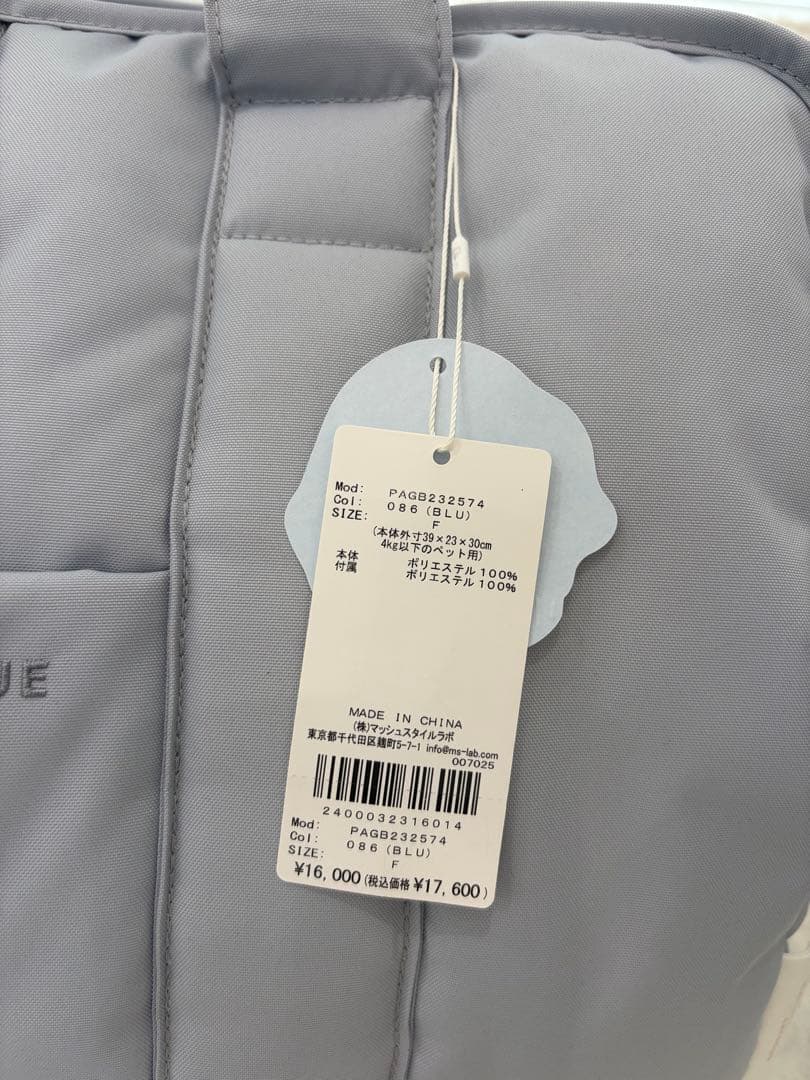 Mod: PAGB232574
Col: 086(BLU)
SIZE: F
(本体外寸39×23×30cm
4kg以下のペット用)
本体 ポリエステル100%
付属 ポリエステル100%
UE
MADE IN CHINA
(株)マッシュスタイルラボ
東京都千代田区麹町5-7-1 info@ms-lab.com
007025
2400032316014
Mod: PAGB232574
Col: 086(BLU)
SIZE: F
¥16,000(税込価格¥17,600)